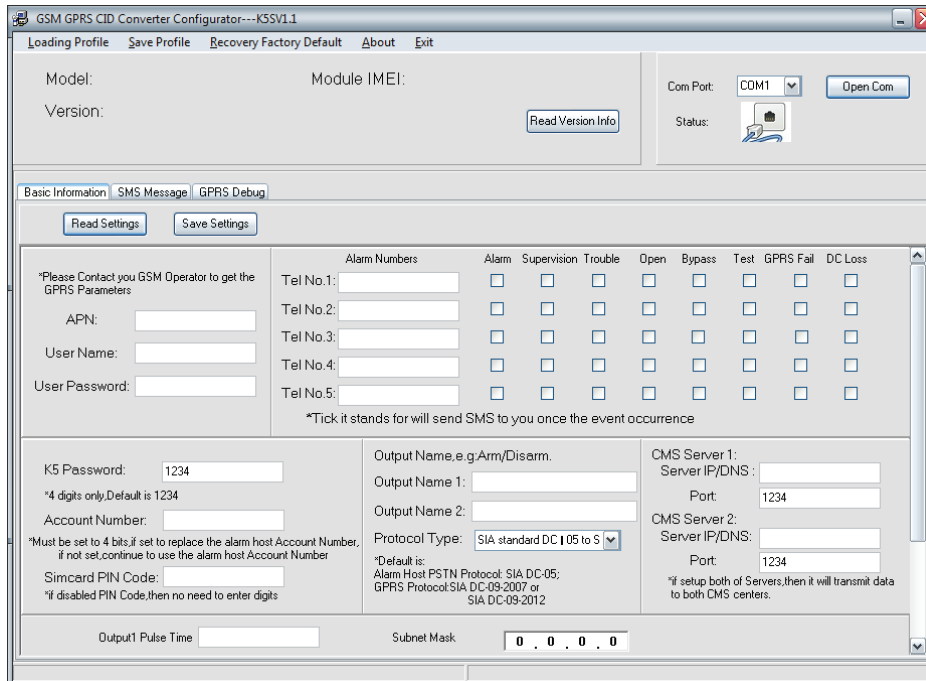 GSM GPRS CID Converter Configurator---K5SV1.1
Loading Profile Save Profile Recovery Factory Default About Exit
Model: Module IMEI:
Version:
Read Version Info
Com Port: COM1 Open Com
Status:
Basic Information SMS Message GPRS Debug
Read Settings Save Settings
*Please Contact you GSM Operator to get the
GPRS Parameters
APN:
User Name:
User Password:
Alarm Numbers Alarm Supervision Trouble Open Bypass Test GPRS Fail DC Loss
Tel No.1:
Tel No.2:
Tel No.3:
Tel No.4:
Tel No.5:
*Tick it stands for will send SMS to you once the event occurrence
K5 Password: 1234
*4 digits only,Default is 1234
Account Number:
*Must be set to 4 bits,if set to replace the alarm host Account Number,
if not set,continue to use the alarm host Account Number
Simcard PIN Code:
*if disabled PIN Code,then no need to enter digits
Output Name,e.g:Arm/Disarm.
Output Name 1:
Output Name 2:
Protocol Type: SIA standard DC 05 to S
*Default is:
Alarm Host PSTN Protocol: SIA DC-05;
GPRS Protocol:SIA DC-09-2007 or
SIA DC-09-2012
CMS Server 1:
Server IP/DNS :
Port: 1234
CMS Server 2:
Server IP/DNS:
Port: 1234
*if setup both of Servers,then it will transmit data
to both CMS centers.
Output1 Pulse Time
Subnet Mask 0 . 0 . 0 . 0